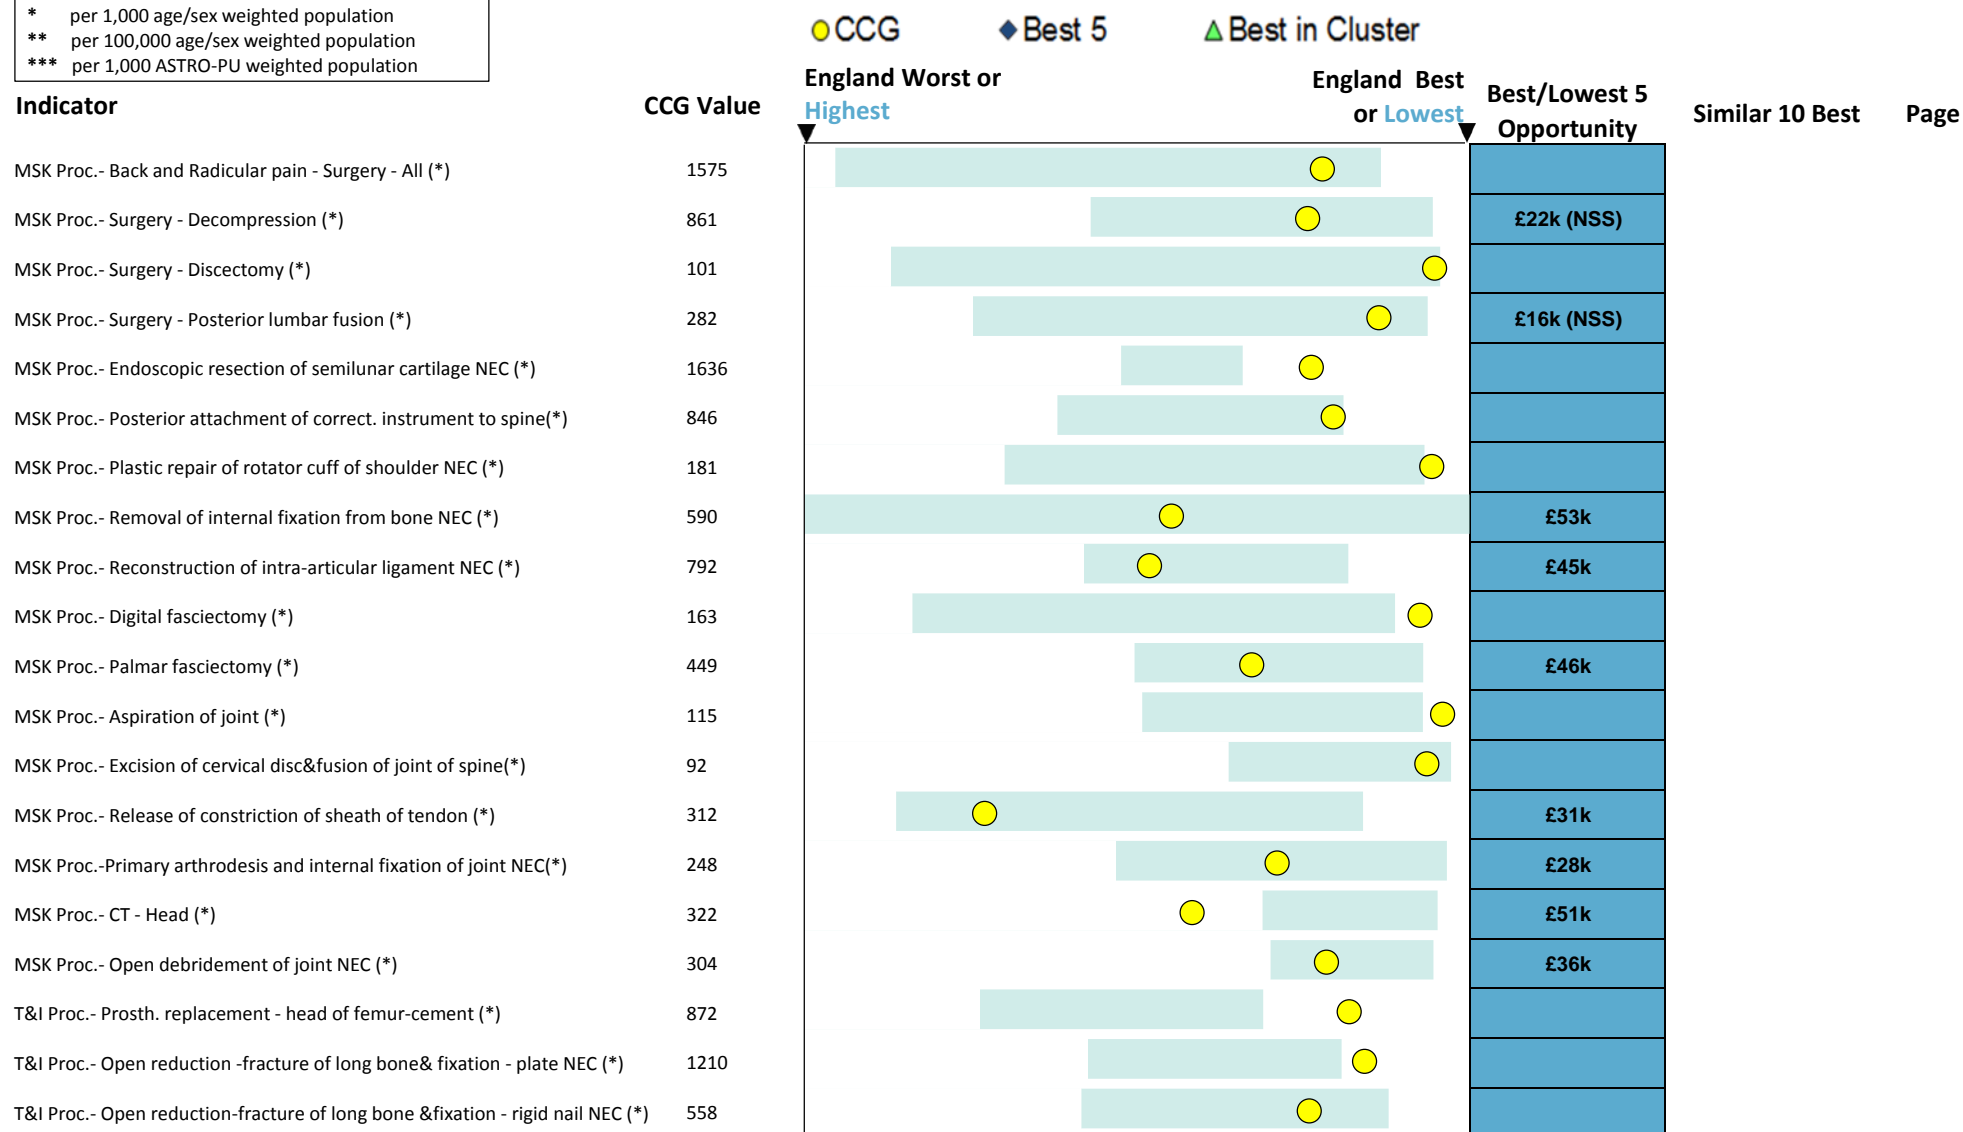 * per 1,000 age/sex weighted population
** per 100,000 age/sex weighted population
*** per 1,000 ASTRO-PU weighted population
CCG Best 5 Best in Cluster
England Worst or
Highest
England Best
or Lowest
Best/Lowest 5
Opportunity
Indicator CCG Value Similar 10 Best Page
MSK Proc.- Back and Radicular pain - Surgery - All (*) 1575
MSK Proc.- Surgery - Decompression (*) 861 £22k (NSS)
MSK Proc.- Surgery - Discectomy (*) 101
MSK Proc.- Surgery - Posterior lumbar fusion (*) 282 £16k (NSS)
MSK Proc.- Endoscopic resection of semilunar cartilage NEC (*) 1636
MSK Proc.- Posterior attachment of correct. instrument to spine(*) 846
MSK Proc.- Plastic repair of rotator cuff of shoulder NEC (*) 181
MSK Proc.- Removal of internal fixation from bone NEC (*) 590 £53k
MSK Proc.- Reconstruction of intra-articular ligament NEC (*) 792 £45k
MSK Proc.- Digital fasciectomy (*) 163
MSK Proc.- Palmar fasciectomy (*) 449 £46k
MSK Proc.- Aspiration of joint (*) 115
MSK Proc.- Excision of cervical disc&fusion of joint of spine(*) 92
MSK Proc.- Release of constriction of sheath of tendon (*) 312 £31k
MSK Proc.-Primary arthrodesis and internal fixation of joint NEC(*) 248 £28k
MSK Proc.- CT - Head (*) 322 £51k
MSK Proc.- Open debridement of joint NEC (*) 304 £36k
T&I Proc.- Prosth. replacement - head of femur-cement (*) 872
T&I Proc.- Open reduction -fracture of long bone& fixation - plate NEC (*) 1210
T&I Proc.- Open reduction-fracture of long bone &fixation - rigid nail NEC (*) 558